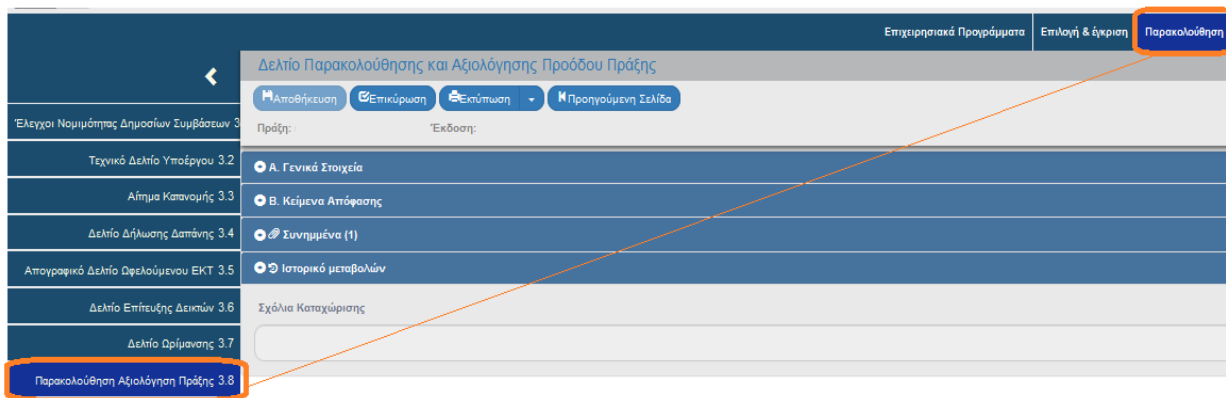 Επιχειρησιακά Προγράμματα Επιλογή & έγκριση Παρακολούθηση
Δελτίο Παρακολούθησης και Αξιολόγησης Προόδου Πράξης
Αποθήκευση Επικύρωση Εκτύπωση Προηγούμενη Σελίδα
Πράξη: Έκδοση:
Έλεγχοι Νομιμότητας Δημοσίων Συμβάσεων 3
Τεχνικό Δελτίο Υποέργου 3.2
Αίτημα Κατανομής 3.3
Δελτίο Δήλωσης Δαπάνης 3.4
Απογραφικό Δελτίο Ωφελούμενου ΕΚΤ 3.5
Δελτίο Επίτευξης Δεικτών 3.6
Δελτίο Ωρίμανσης 3.7
Παρακολούθηση Αξιολόγηση Πράξης 3.8
Α. Γενικά Στοιχεία
Β. Κείμενα Απόφασης
Συνημμένα (1)
Ιστορικό μεταβολών
Σχόλια Καταχώρισης